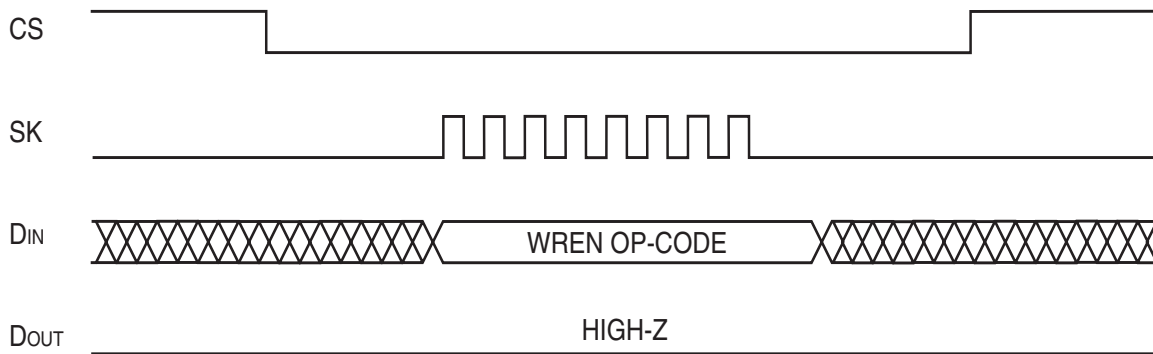 CS
SK
DIN
WREN OP-CODE
DOUT
HIGH-Z